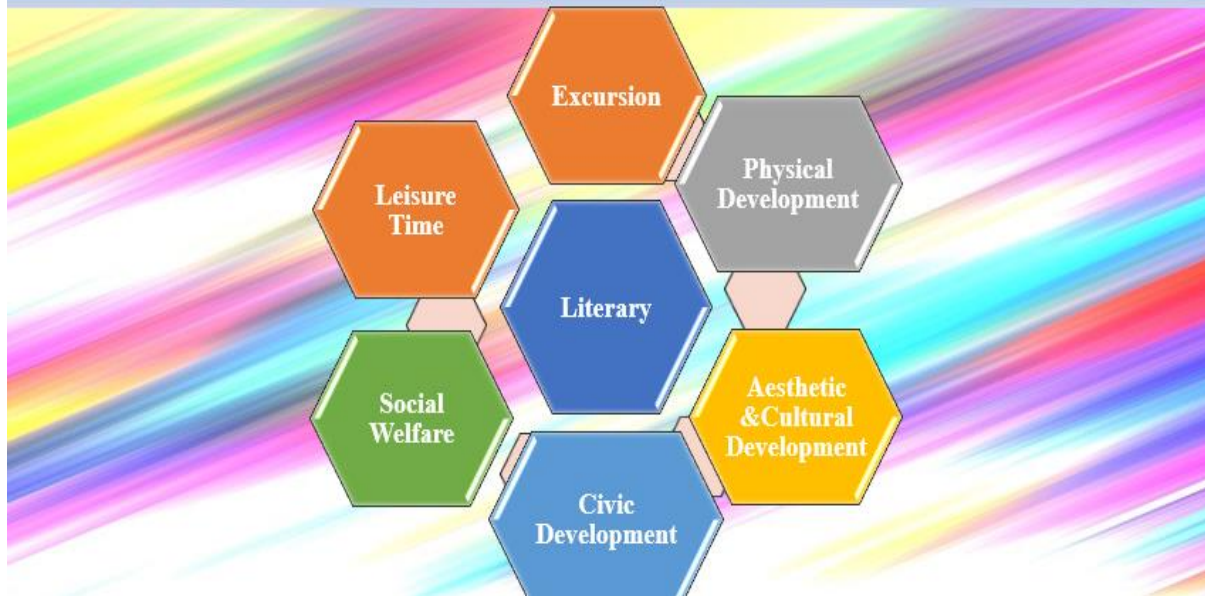 Excursion
Physical
Development
Leisure
Time
Literary
Aesthetic
&Cultural
Development
Social
Welfare
Civic
Development